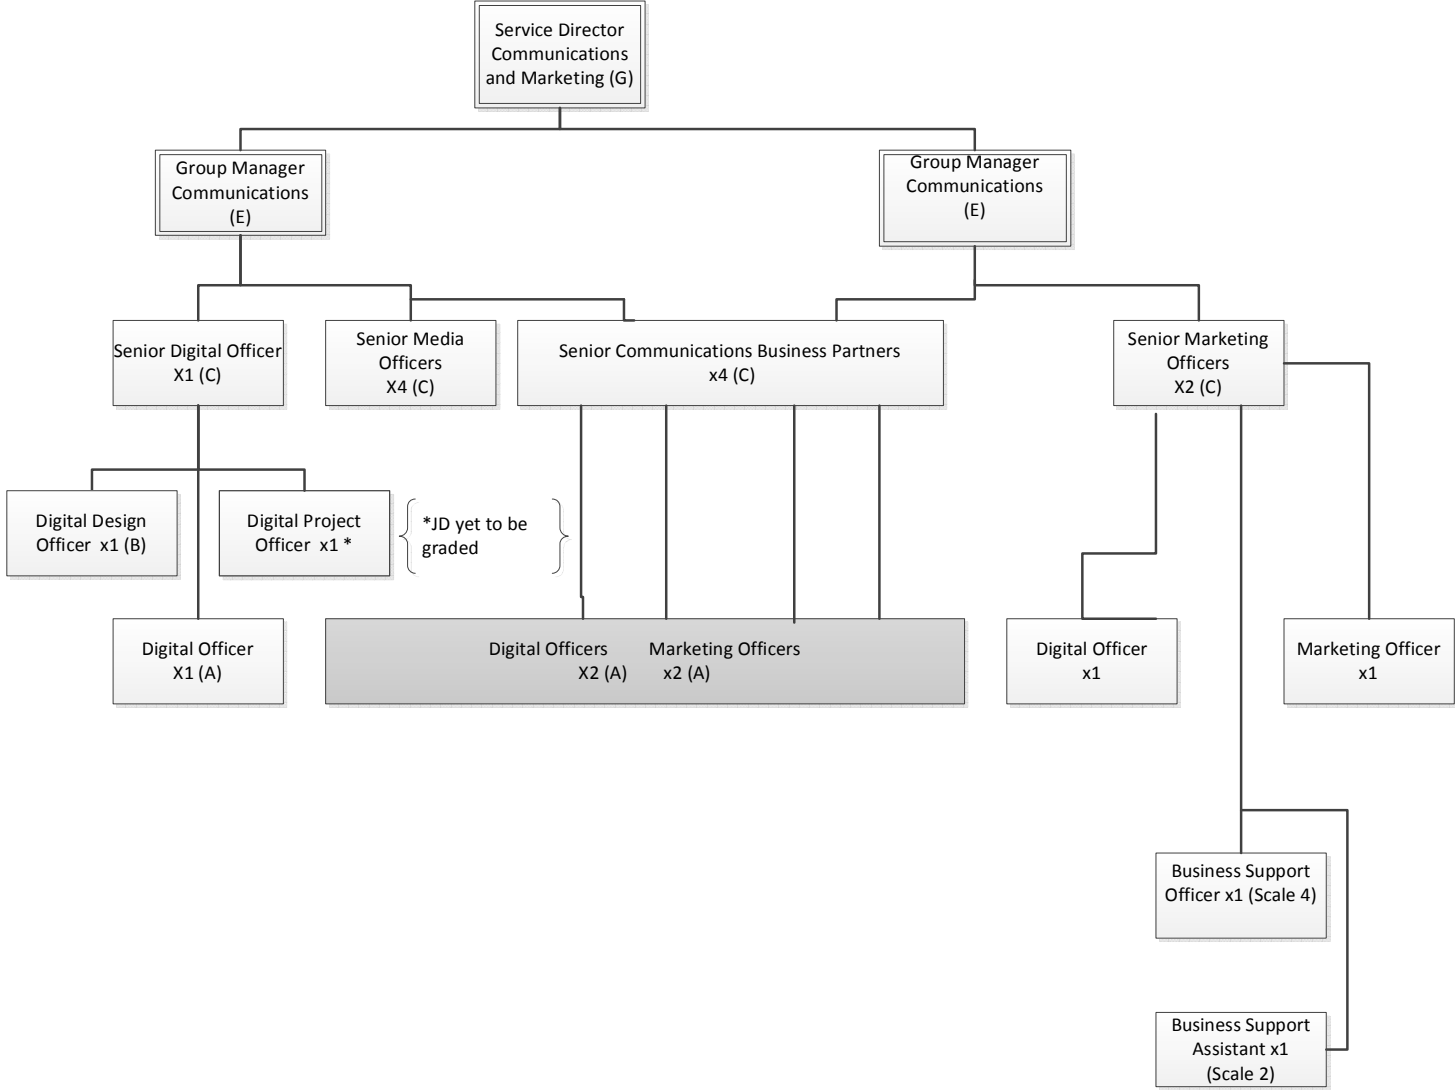 Service Director
Communications
and Marketing (G)
Group Manager
Communications
(E)
Group Manager
Communications
(E)
Senior Digital Officer
X1 (C)
Senior Media
Officers
X4 (C)
Senior Communications Business Partners
x4 (C)
Senior Marketing
Officers
X2 (C)
Digital Design
Officer x1 (B)
Digital Project
Officer x1 *
*JD yet to be
graded
Digital Officer
X1 (A)
Digital Officers Marketing Officers
X2 (A) x2 (A)
Digital Officer
x1
Marketing Officer
x1
Business Support
Officer x1 (Scale 4)
Business Support
Assistant x1
(Scale 2)